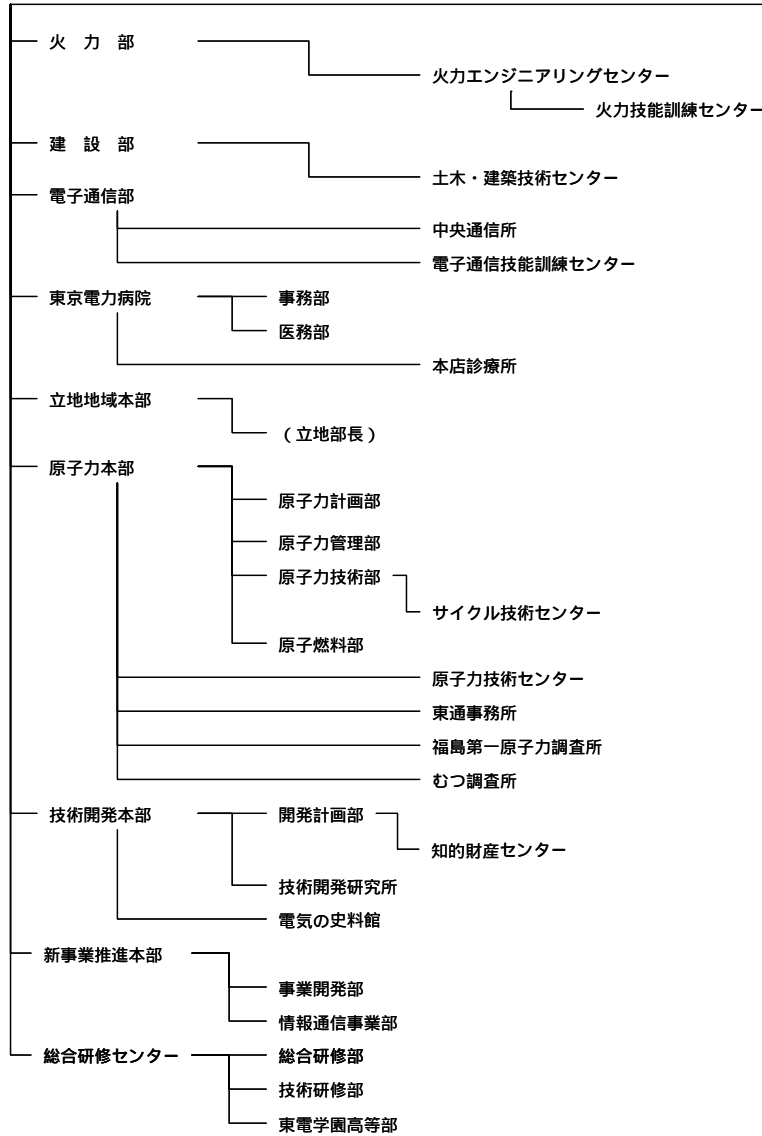 火　力　部
火力エンジニアリングセンター
火力技能訓練センター
建　設　部
土木・建築技術センター
電子通信部
中央通信所
電子通信技能訓練センター
東京電力病院　事務部
医務部
本店診療所
立地地域本部
（立地部長）
原子力本部
原子力計画部
原子力管理部
原子力技術部
サイクル技術センター
原子燃料部
原子力技術センター
東通事務所
福島第一原子力調査所
むつ調査所
技術開発本部　開発計画部
知的財産センター
技術開発研究所
電気の史料館
新事業推進本部
事業開発部
情報通信事業部
総合研修センター　総合研修部
技術研修部
東電学園高等部